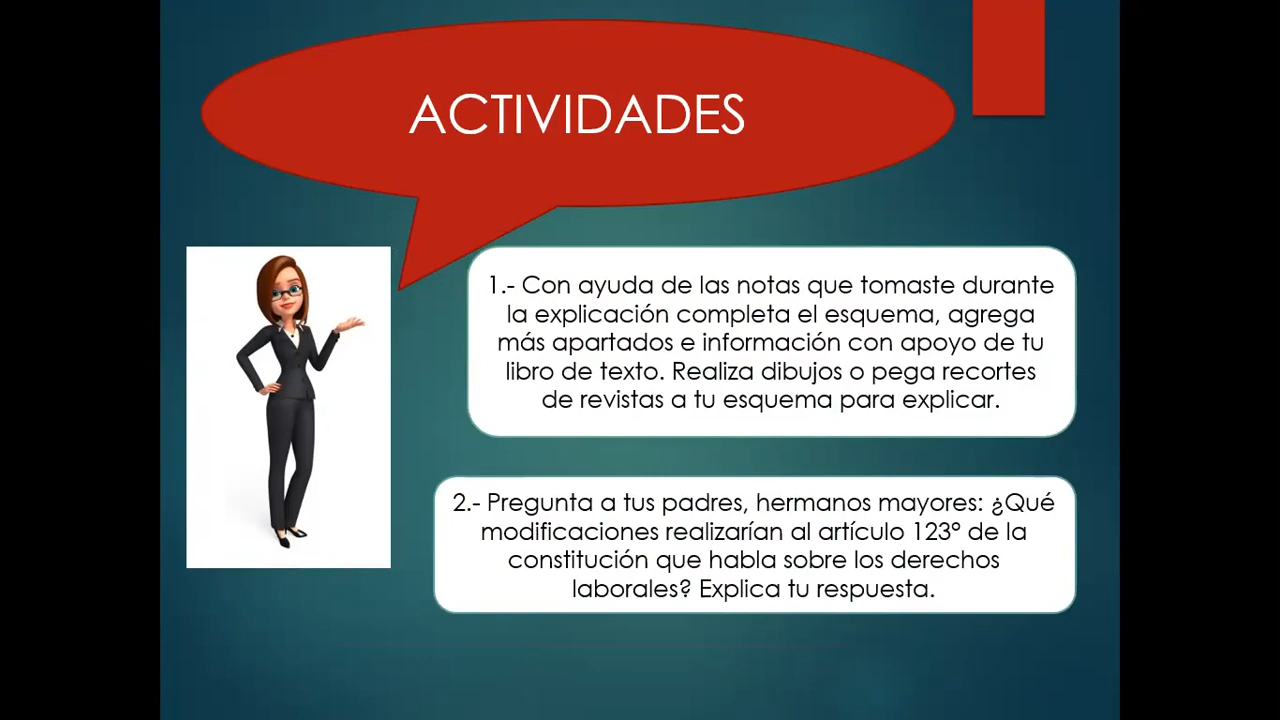 ACTIVIDADES
1.- Con ayuda de las notas que tomaste durante
la explicación completa el esquema, agrega
más apartados e información con apoyo de tu
libro de texto. Realiza dibujos o pega recortes
de revistas a tu esquema para explicar.
2.- Pregunta a tus padres, hermanos mayores: ¿Qué
modificaciones realizarían al artículo 123° de la
constitución que habla sobre los derechos
laborales? Explica tu respuesta.